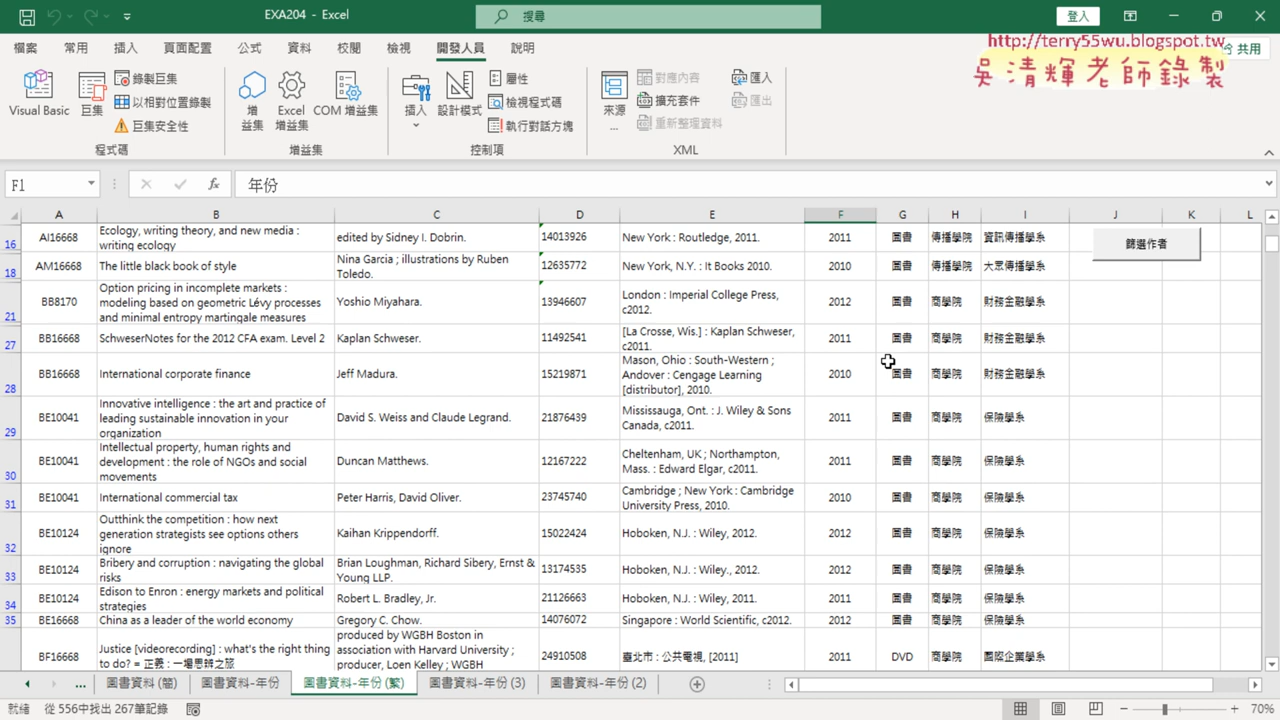 EXA204 - Excel
搜尋
登入
http://terry55wu.blogspot.tw
吳清輝老師錄製
檔案 常用 插入 頁面配置 公式 資料 校閱 檢視 開發人員 說明
共用
Visual Basic
巨集
錄製巨集
以相對位置錄製
巨集安全性
程式碼
增益集
Excel 增益集
COM 增益集
增益集
插入
設計模式
屬性
檢視程式碼
執行對話方塊
控制項
來源...
對應內容
擴充套件
重新整理資料
匯入
匯出
XML
F1
fx
年份
A B C D E F G H I J K L
16 AI16668 Ecology, writing theory, and new media : writing ecology edited by Sidney I. Dobrin. 14013926 New York : Routledge, 2011. 2011 圖書 傳播學院 資訊傳播學系
篩選作者
18 AM16668 The little black book of style Nina Garcia ; illustrations by Ruben Toledo. 12635772 New York, N.Y. : It Books 2010. 2010 圖書 傳播學院 大眾傳播學系
21 BB8170 Option pricing in incomplete markets : modeling based on geometric Lévy processes and minimal entropy martingale measures Yoshio Miyahara. 13946607 London : Imperial College Press, c2012. 2012 圖書 商學院 財務金融學系
27 BB16668 SchweserNotes for the 2012 CFA exam. Level 2 Kaplan Schweser. 11492541 [La Crosse, Wis.] : Kaplan Schweser, c2011. 2011 圖書 商學院 財務金融學系
28 BB16668 International corporate finance Jeff Madura. 15219871 Mason, Ohio : South-Western ; Andover : Cengage Learning [distributor], 2010. 2010 圖書 商學院 財務金融學系
29 BE10041 Innovative intelligence : the art and practice of leading sustainable innovation in your organization David S. Weiss and Claude Legrand. 21876439 Mississauga, Ont. : J. Wiley & Sons Canada, c2011. 2011 圖書 商學院 保險學系
30 BE10041 Intellectual property, human rights and development : the role of NGOs and social movements Duncan Matthews. 12167222 Cheltenham, UK ; Northampton, Mass. : Edward Elgar, c2011. 2011 圖書 商學院 保險學系
31 BE10041 International commercial tax Peter Harris, David Oliver. 23745740 Cambridge ; New York : Cambridge University Press, 2010. 2010 圖書 商學院 保險學系
32 BE10124 Outthink the competition : how next generation strategists see options others ignore Kaihan Krippendorff. 15022424 Hoboken, N.J. : Wiley, 2012. 2012 圖書 商學院 保險學系
33 BE10124 Bribery and corruption : navigating the global risks Brian Loughman, Richard Sibery, Ernst & Young LLP. 13174535 Hoboken, N.J. : Wiley., 2012. 2012 圖書 商學院 保險學系
34 BE10124 Edison to Enron : energy markets and political strategies Robert L. Bradley, Jr. 21126663 Hoboken, N.J. : Wiley, 2011. 2011 圖書 商學院 保險學系
35 BE16668 China as a leader of the world economy Gregory C. Chow. 14076072 Singapore : World Scientific, c2012. 2012 圖書 商學院 保險學系
BF16668 Justice [videorecording] : what's the right thing to do? = 正義 : 一場思辨之旅 produced by WGBH Boston in association with Harvard University ; producer, Loen Kelley ; WGBH 24910508 臺北市 : 公共電視, [2011] 2011 DVD 商學院 國際企業學系
... 圖書資料 (簡) 圖書資料-年份 圖書資料-年份 (繁) 圖書資料-年份 (3) 圖書資料-年份 (2)
就緒 從 556中找出 267筆記錄
70%